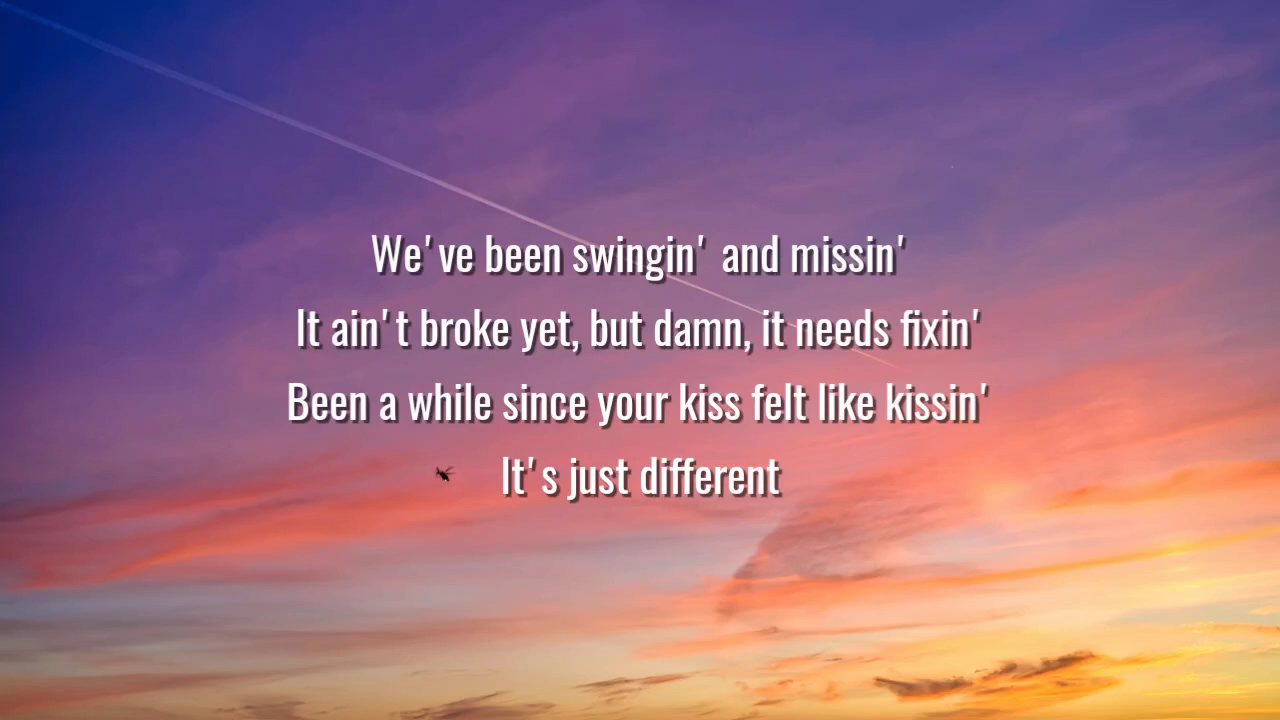 We've been swingin' and missin'
It ain't broke yet, but damn, it needs fixin'
Been a while since your kiss felt like kissin'
It's just different